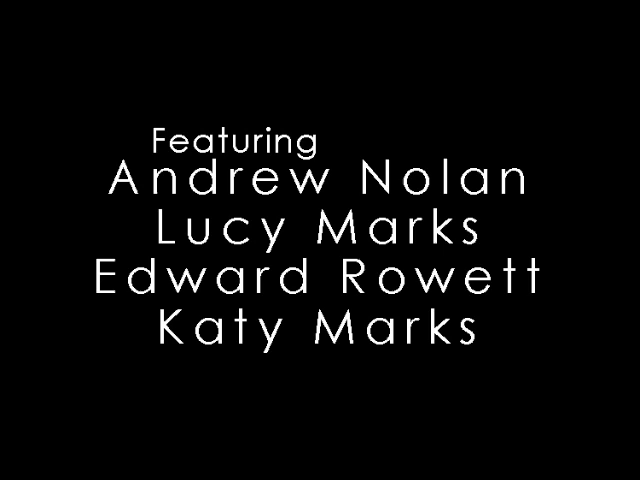 Featuring
Andrew Nolan
Lucy Marks
Edward Rowett
Katy Marks